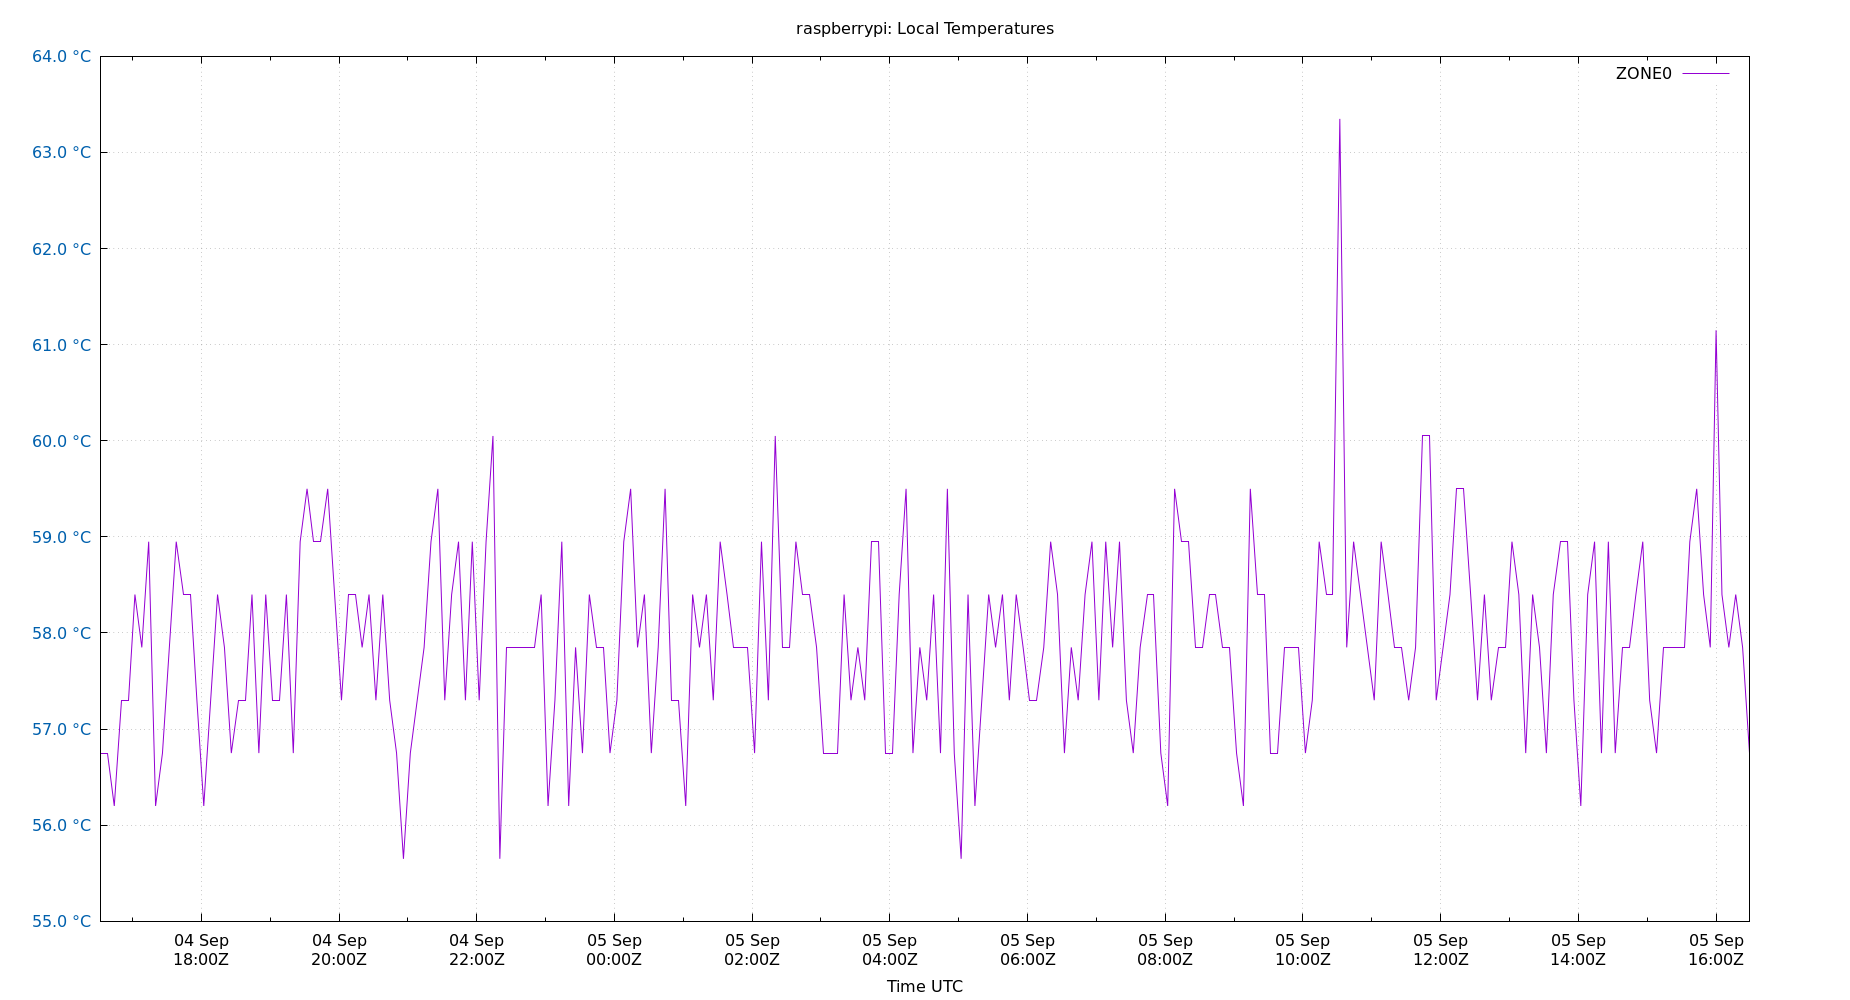 raspberrypi: Local Temperatures
64.0 °C
ZONE0
63.0 °C
62.0 °C
61.0 °C
60.0 °C
59.0 °C
58.0 °C
57.0 °C
56.0 °C
55.0 °C
04 Sep 04 Sep 04 Sep 05 Sep 05 Sep 05 Sep 05 Sep 05 Sep 05 Sep 05 Sep 05 Sep 05 Sep
18:00Z 20:00Z 22:00Z 00:00Z 02:00Z 04:00Z 06:00Z 08:00Z 10:00Z 12:00Z 14:00Z 16:00Z
Time UTC